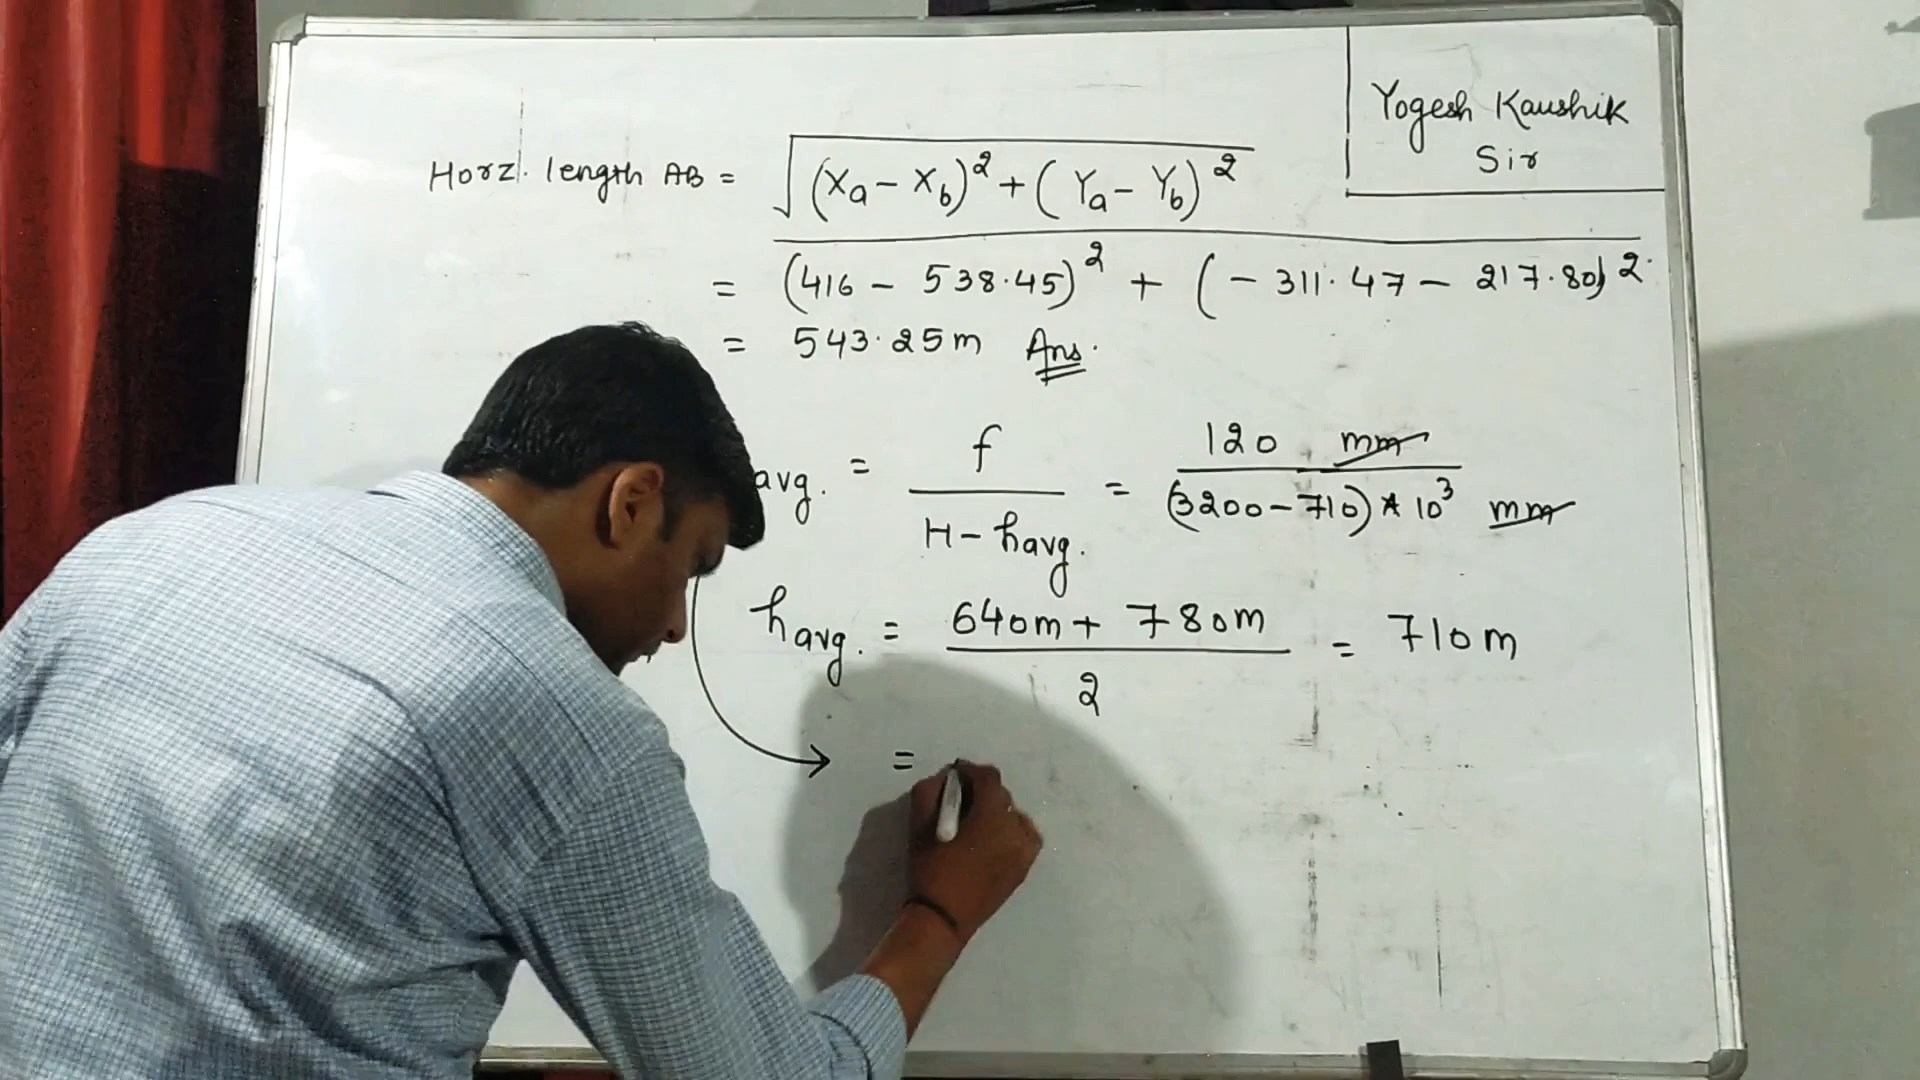 Yogesh Kaushik
Sir
Horz. length AB = √(Xa - Xb)² + (Ya - Yb)²
= (416 - 538.45)² + (- 311.47 - 217.80)²
= 543.25m Ans.
avg. = f / H - havg. = 120 mm / (3200-710) * 10³ mm
havg. = 640m + 780m / 2 = 710m
=